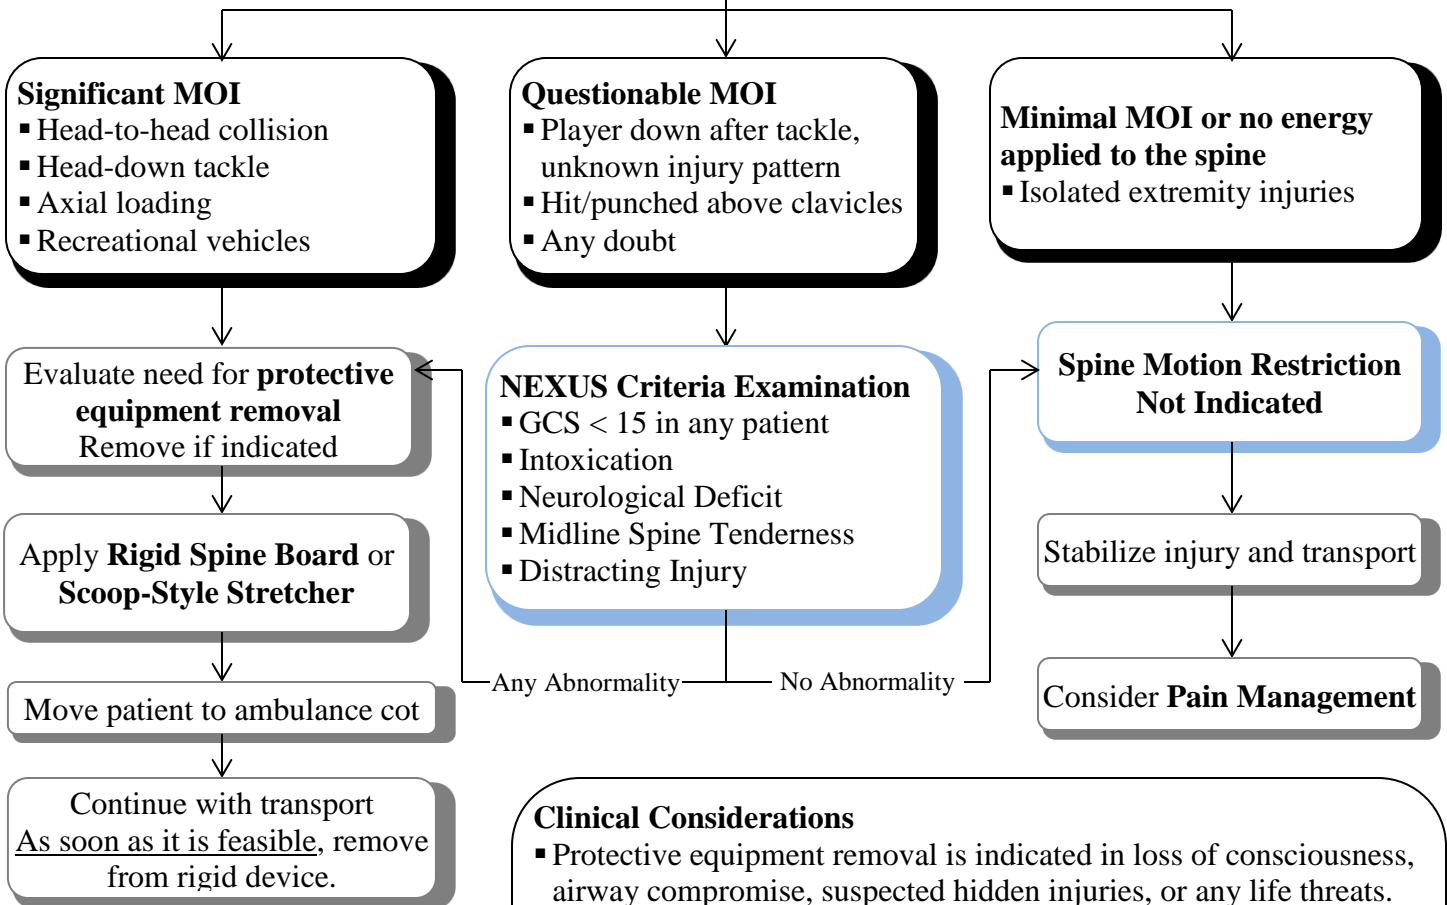 Significant MOI
▪ Head-to-head collision
▪ Head-down tackle
▪ Axial loading
▪ Recreational vehicles
Questionable MOI
▪ Player down after tackle,
unknown injury pattern
▪ Hit/punched above clavicles
▪ Any doubt
Minimal MOI or no energy
applied to the spine
▪ Isolated extremity injuries
Evaluate need for protective
equipment removal
Remove if indicated
NEXUS Criteria Examination
▪ GCS < 15 in any patient
▪ Intoxication
▪ Neurological Deficit
▪ Midline Spine Tenderness
▪ Distracting Injury
Spine Motion Restriction
Not Indicated
Apply Rigid Spine Board or
Scoop-Style Stretcher
Stabilize injury and transport
Any Abnormality
No Abnormality
Move patient to ambulance cot
Consider Pain Management
Continue with transport
As soon as it is feasible, remove
from rigid device.
Clinical Considerations
▪ Protective equipment removal is indicated in loss of consciousness,
airway compromise, suspected hidden injuries, or any life threats.